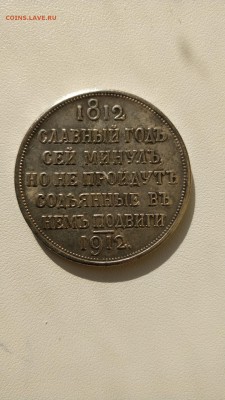 COINS.LAVE.RU
1812
СЛАВНЫЙ ГОДЪ
СЕЙ МИНУЛЪ
НО НЕ ПРОЙДУТЪ
СОДѢЯННЫЕ ВЪ
НЕМЪ ПОДВИГИ
1912